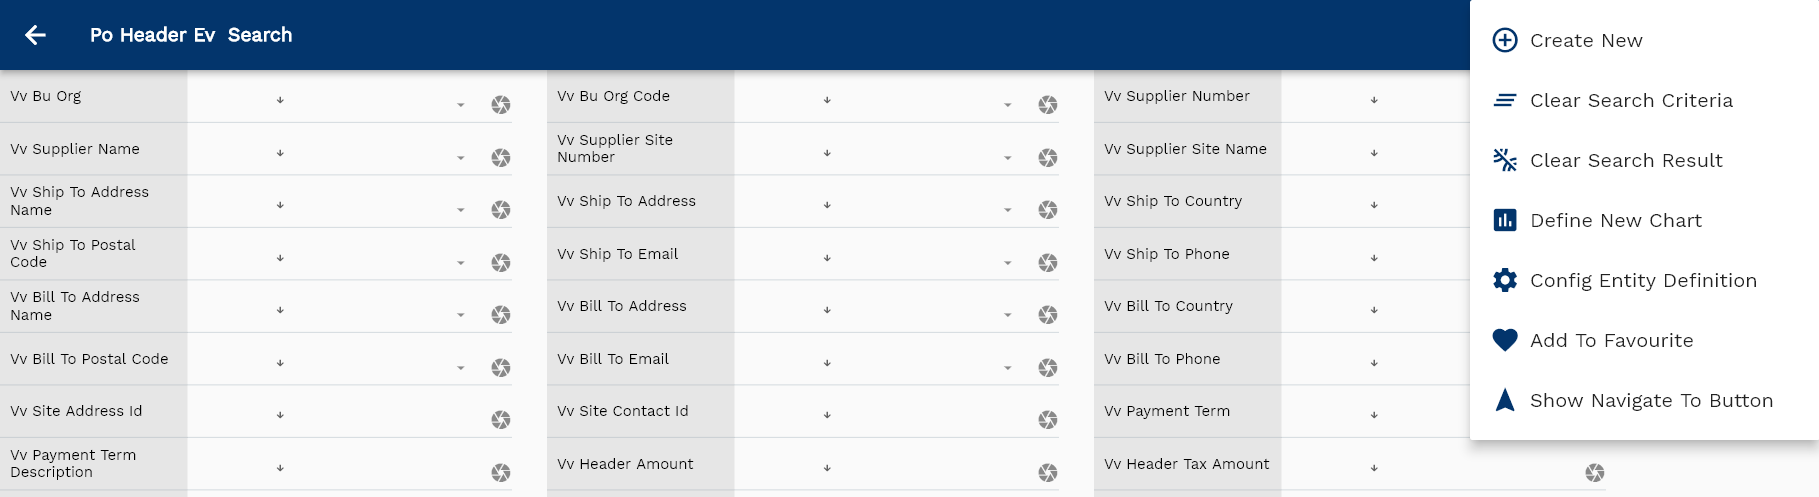 Po Header Ev  Search
Create New
Clear Search Criteria
Clear Search Result
Define New Chart
Config Entity Definition
Add To Favourite
Show Navigate To Button
Vv Bu Org
Vv Bu Org Code
Vv Supplier Number
Vv Supplier Name
Vv Supplier Site
Number
Vv Supplier Site Name
Vv Ship To Address
Name
Vv Ship To Address
Vv Ship To Country
Vv Ship To Postal
Code
Vv Ship To Email
Vv Ship To Phone
Vv Bill To Address
Name
Vv Bill To Address
Vv Bill To Country
Vv Bill To Postal Code
Vv Bill To Email
Vv Bill To Phone
Vv Site Address Id
Vv Site Contact Id
Vv Payment Term
Vv Payment Term
Description
Vv Header Amount
Vv Header Tax Amount